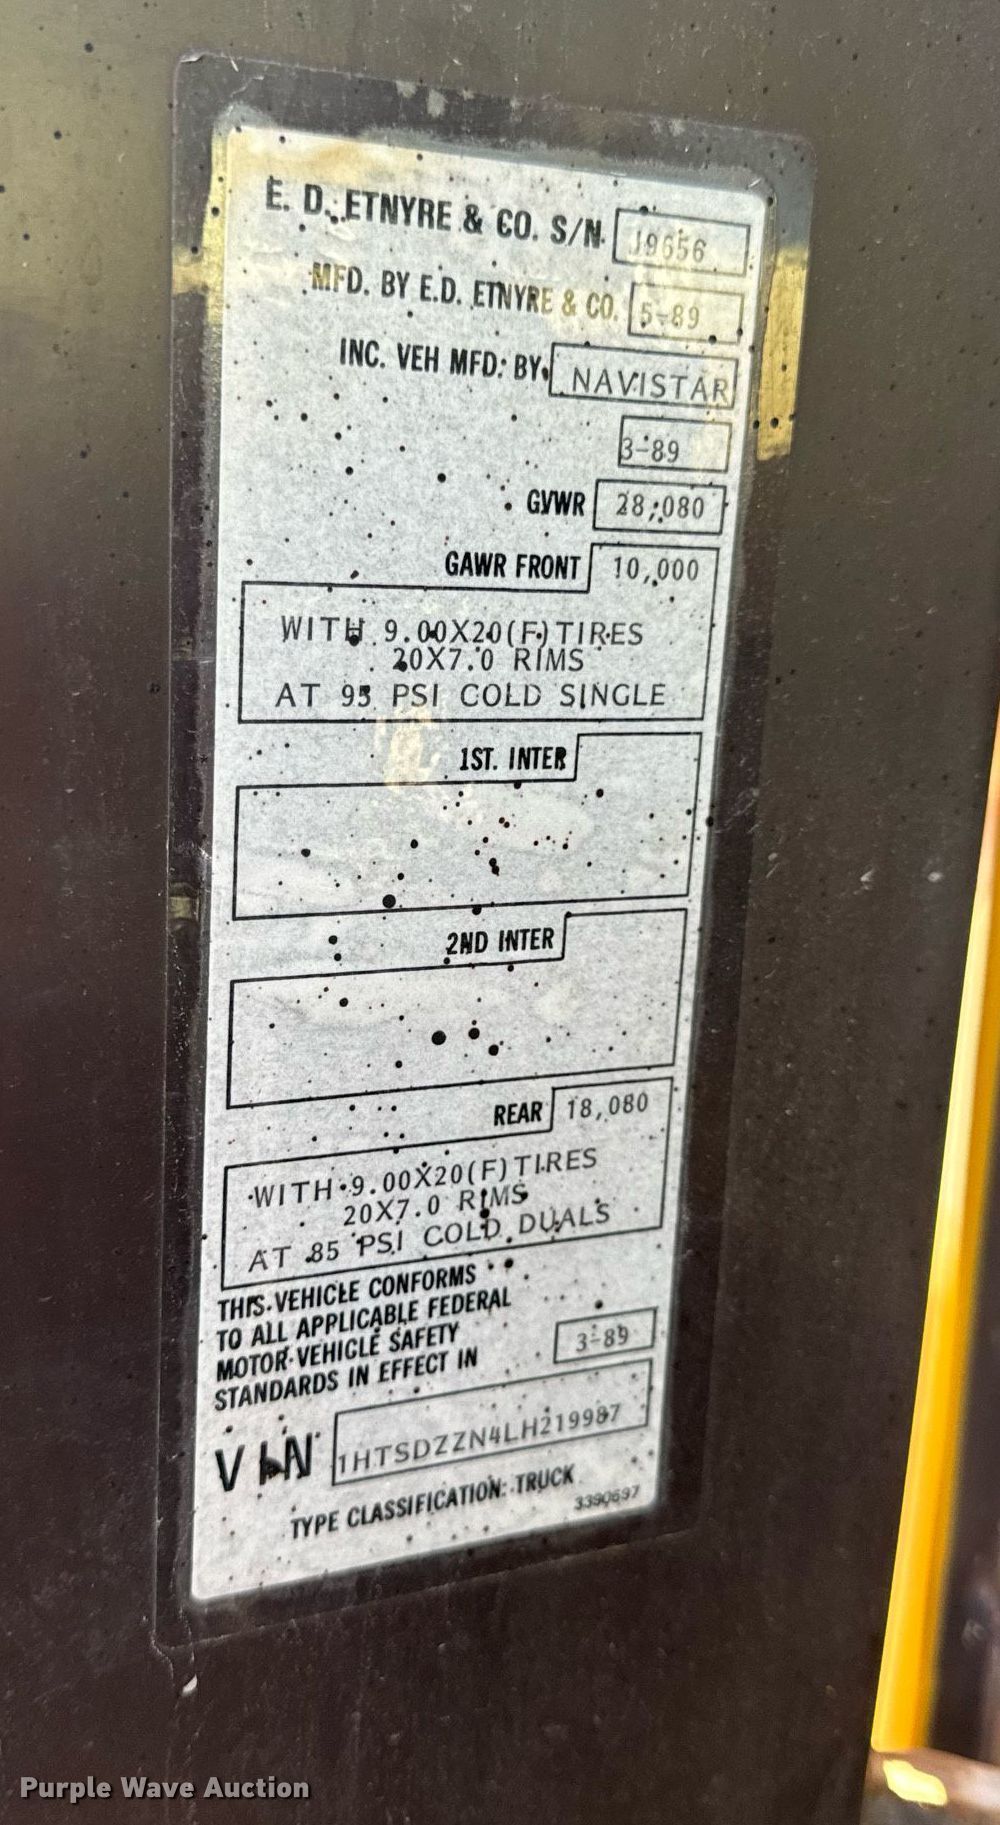 E. D. ETNYRE & CO. S/N J9656
MFD. BY E.D. ETNYRE & CO. 5-89
INC. VEH MFD. BY NAVISTAR
3-89
GVWR 28,080
GAWR FRONT 10,000
WITH 9.00X20(F)TIRES
20X7.0 RIMS
AT 95 PSI COLD SINGLE
1ST. INTER
2ND INTER
REAR 18,080
WITH 9.00X20(F)TIRES
20X7.0 RIMS
AT 85 PSI COLD DUALS
THIS VEHICLE CONFORMS
TO ALL APPLICABLE FEDERAL
MOTOR VEHICLE SAFETY
STANDARDS IN EFFECT IN 3-89
VIN 1HTSDZZN4LH219987
TYPE CLASSIFICATION: TRUCK
3390697
Purple Wave Auction